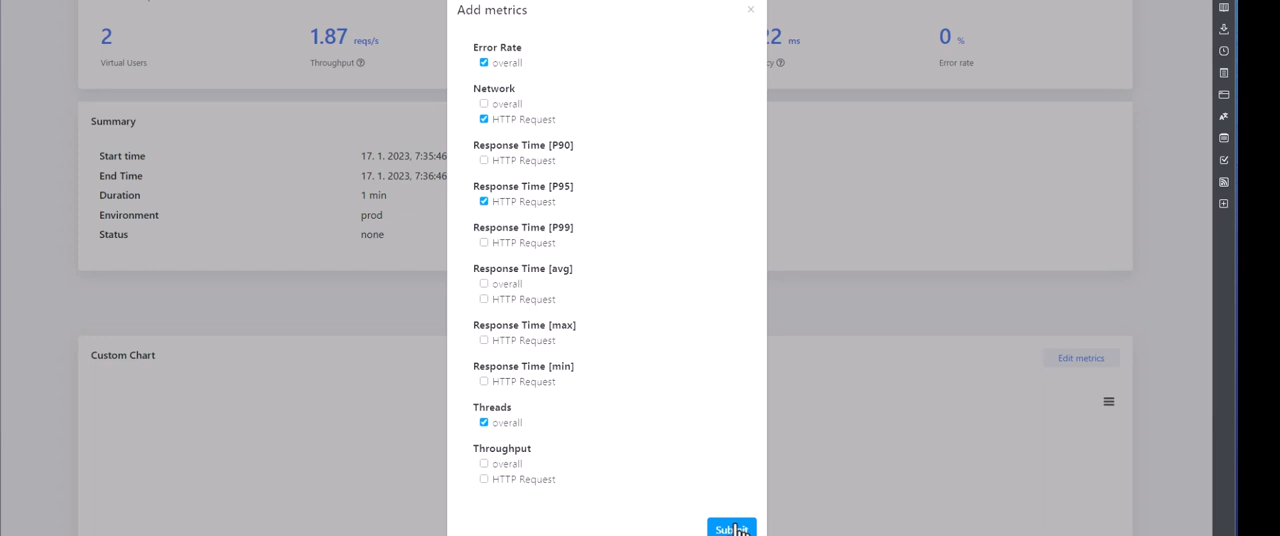 Add metrics
×
2
1.87 reqs/s
22 ms
0 %
Virtual Users
Throughput
Error rate
Error Rate
overall
Network
overall
HTTP Request
Summary
Start time 17. 1. 2023, 7:35:46
End Time 17. 1. 2023, 7:36:46
Duration 1 min
Environment prod
Status none
Response Time [P90]
HTTP Request
Response Time [P95]
HTTP Request
Response Time [P99]
HTTP Request
Response Time [avg]
overall
HTTP Request
Response Time [max]
HTTP Request
Response Time [min]
HTTP Request
Custom Chart
Edit metrics
Threads
overall
Throughput
overall
HTTP Request
Submit